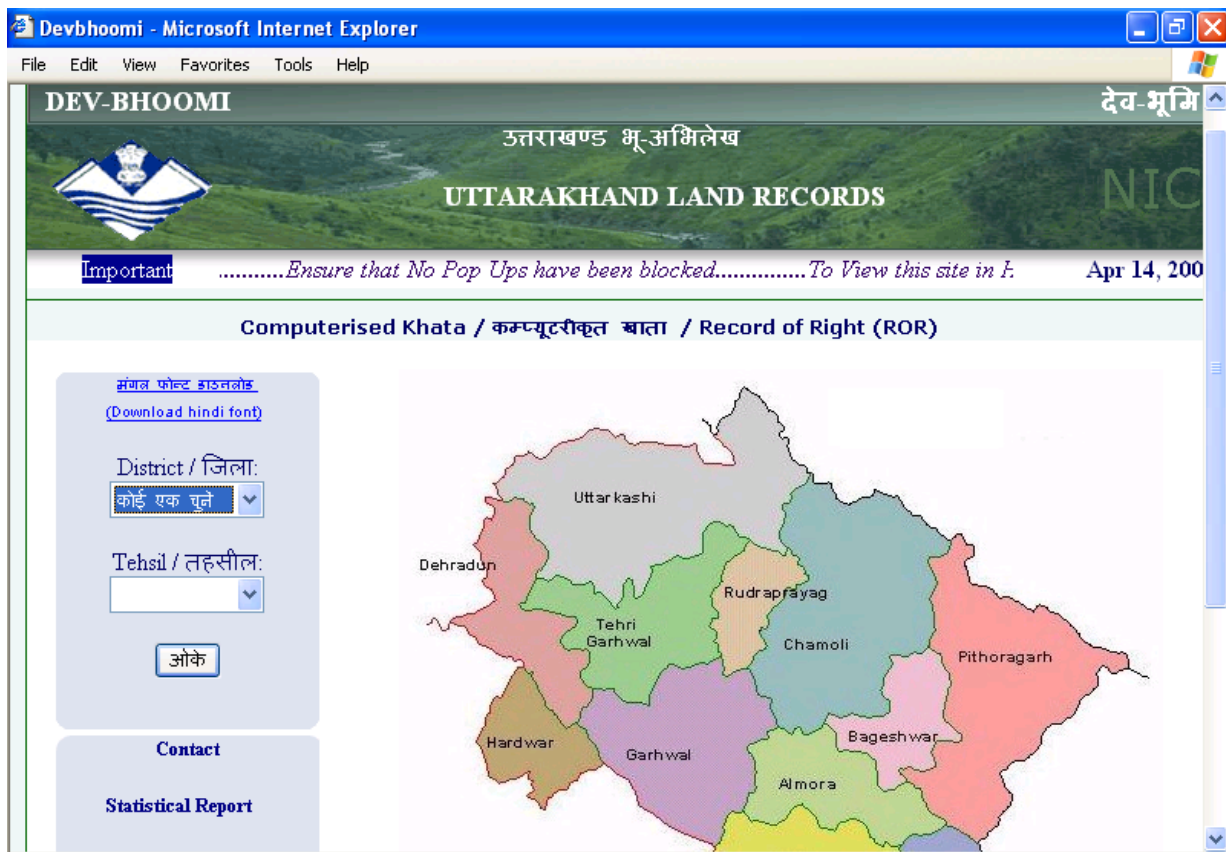 Devbhoomi - Microsoft Internet Explorer
File Edit View Favorites Tools Help
DEV-BHOOMI देव-भूमि
उत्तराखण्ड भू-अभिलेख
UTTARAKHAND LAND RECORDS
NIC
Important ...........Ensure that No Pop Ups have been blocked...............To View this site in Apr 14, 200
Computerised Khata / कम्प्यूटरीकृत खाता / Record of Right (ROR)
मंगल फोन्ट डाउनलोड
(Download hindi font)
District / जिला:
कोई एक चुने
Tehsil / तहसील:
ओके
Contact
Statistical Report
Uttarkashi
Dehradun
Rudraprayag
Tehri
Garhwal
Chamoli
Pithoragarh
Hardwar
Garhwal
Bageshwar
Almora